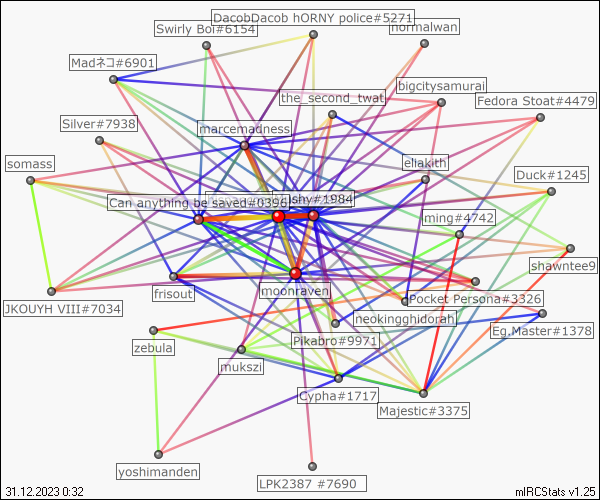 DacobDacob hORNY police#5271
Swirly Boi#6154
normalwan
Madネコ#6901
bigcitysamurai
the_second_twat
Fedora Stoat#4479
Silver#7938
marcemadness
somass
eliakith
Duck#1245
Can anything be saved#0396
shy#1984
ming#4742
shawntee9
moonraven
JKOUYH VIII#7034
frisout
Pocket Persona#3326
neokingghidorah
Eg.Master#1378
zebula
Pikabro#9971
mukszi
Cypha#1717
Majestic#3375
yoshimanden
LPK2387 #7690
31.12.2023 0:32
mIRCStats v1.25